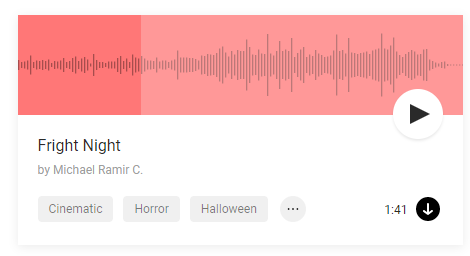 Fright Night
by Michael Ramir C.
Cinematic Horror Halloween
1:41